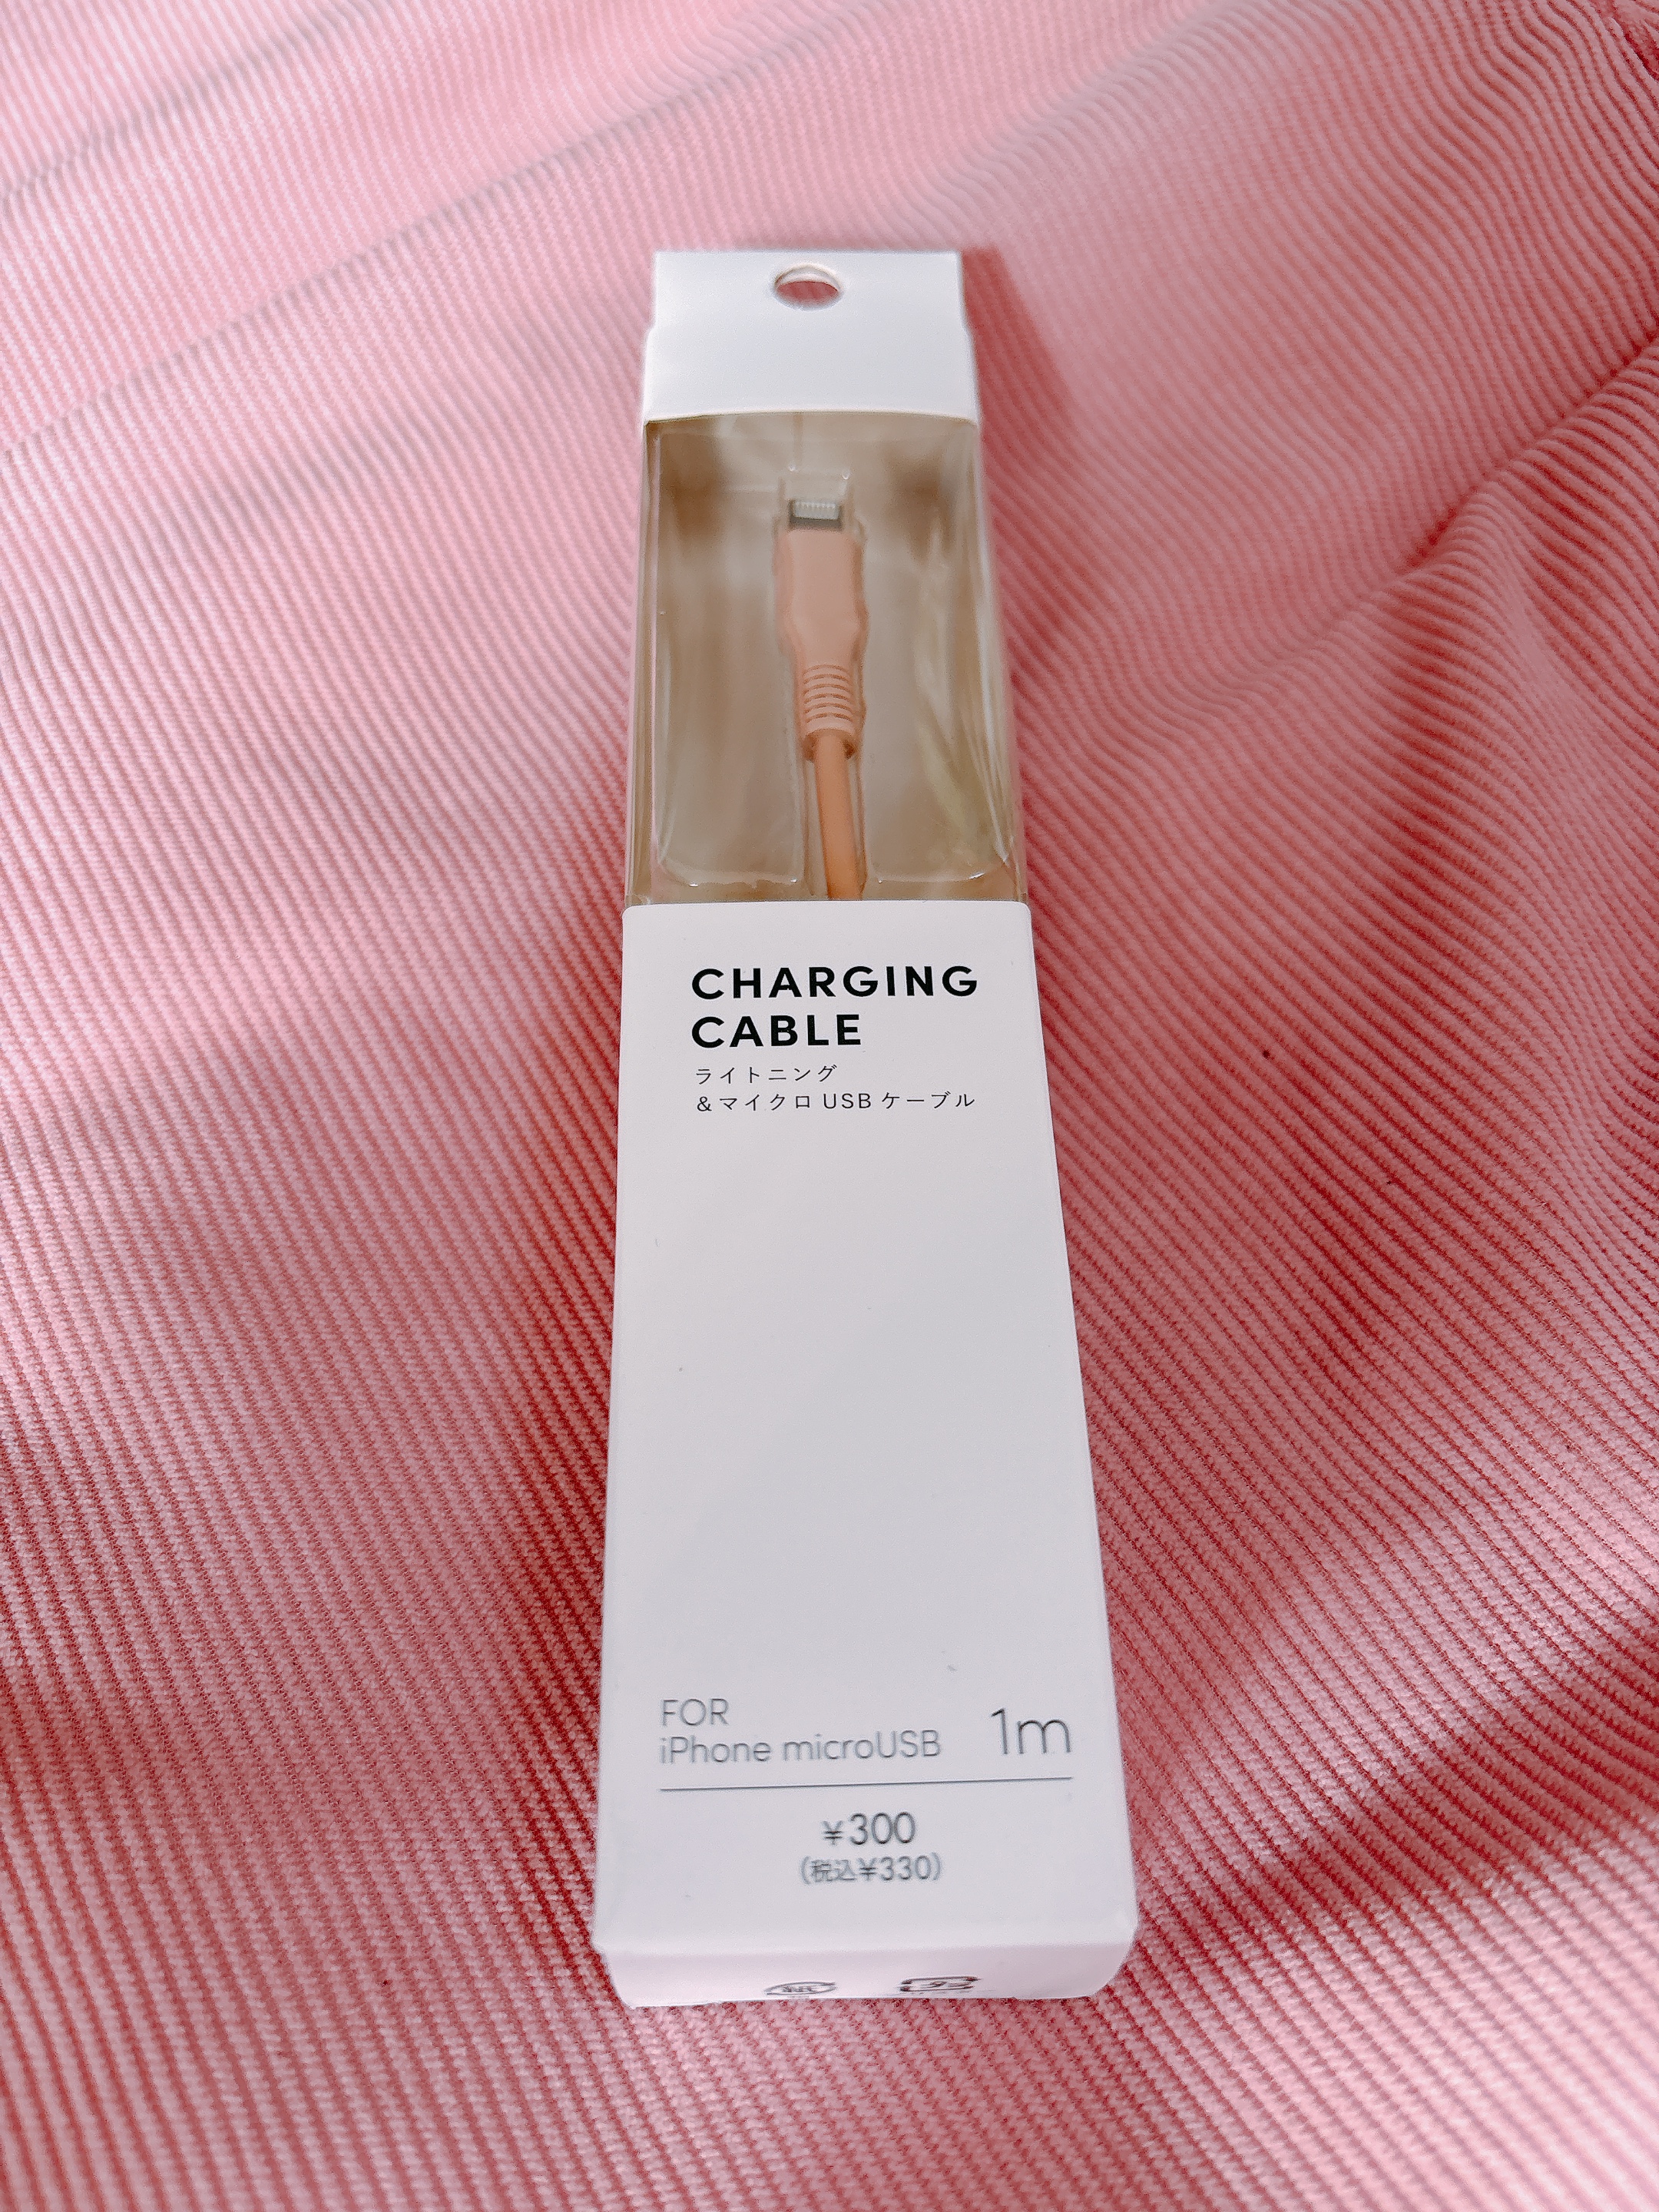 CHARGING
CABLE
ライトニング
&マイクロ USB ケーブル
FOR
iPhone microUSB
1m
¥300
(税込¥330)